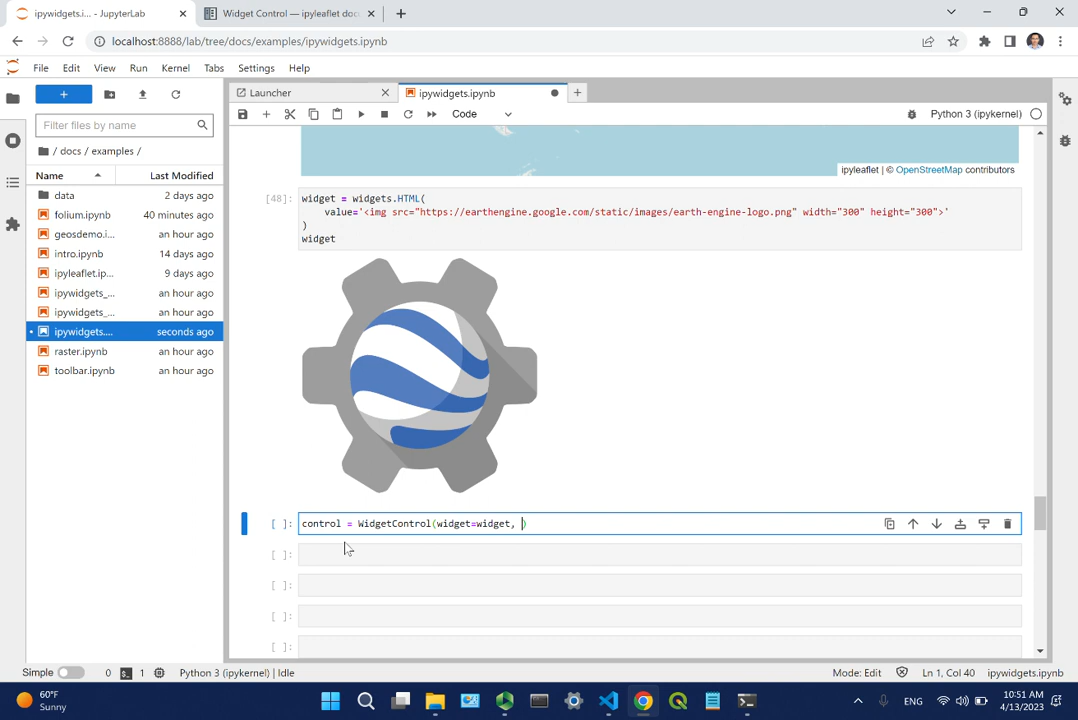 ipywidgets.i... - JupyterLab
Widget Control — ipyleaflet doc
localhost:8888/lab/tree/docs/examples/ipywidgets.ipynb
File Edit View Run Kernel Tabs Settings Help
Launcher
ipywidgets.ipynb
Code
Python 3 (ipykernel)
Filter files by name
/ docs / examples /
Name Last Modified
data 2 days ago
folium.ipynb 40 minutes ago
geosdemo.i... an hour ago
intro.ipynb 14 days ago
ipyleaflet.ip... 9 days ago
ipywidgets_... an hour ago
ipywidgets_... an hour ago
ipywidgets.... seconds ago
raster.ipynb an hour ago
toolbar.ipynb an hour ago
ipyleaflet | © OpenStreetMap contributors
[48]: widget = widgets.HTML(
value='<img src="https://earthengine.google.com/static/images/earth-engine-logo.png" width="300" height="300">'
)
widget
[ ]: control = WidgetControl(widget=widget, )
[ ]:
[ ]:
[ ]:
[ ]:
Simple 0 1 Python 3 (ipykernel) | Idle Mode: Edit Ln 1, Col 40 ipywidgets.ipynb
60°F
Sunny
ENG
10:51 AM
4/13/2023